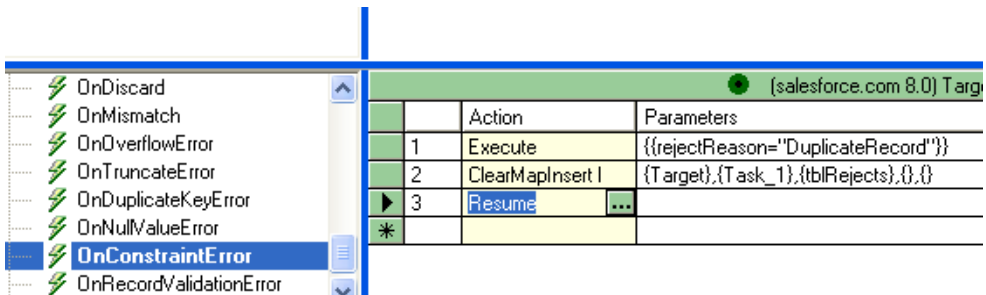 OnDiscard
OnMismatch
OnOverflowError
OnTruncateError
OnDuplicateKeyError
OnNullValueError
OnConstraintError
OnRecordValidationError
(salesforce.com 8.0) Targe
Action Parameters
1 Execute {{rejectReason="DuplicateRecord"}}
2 ClearMapInsert I {Target},{Task_1},{tblRejects},{},{}
3 Resume ...